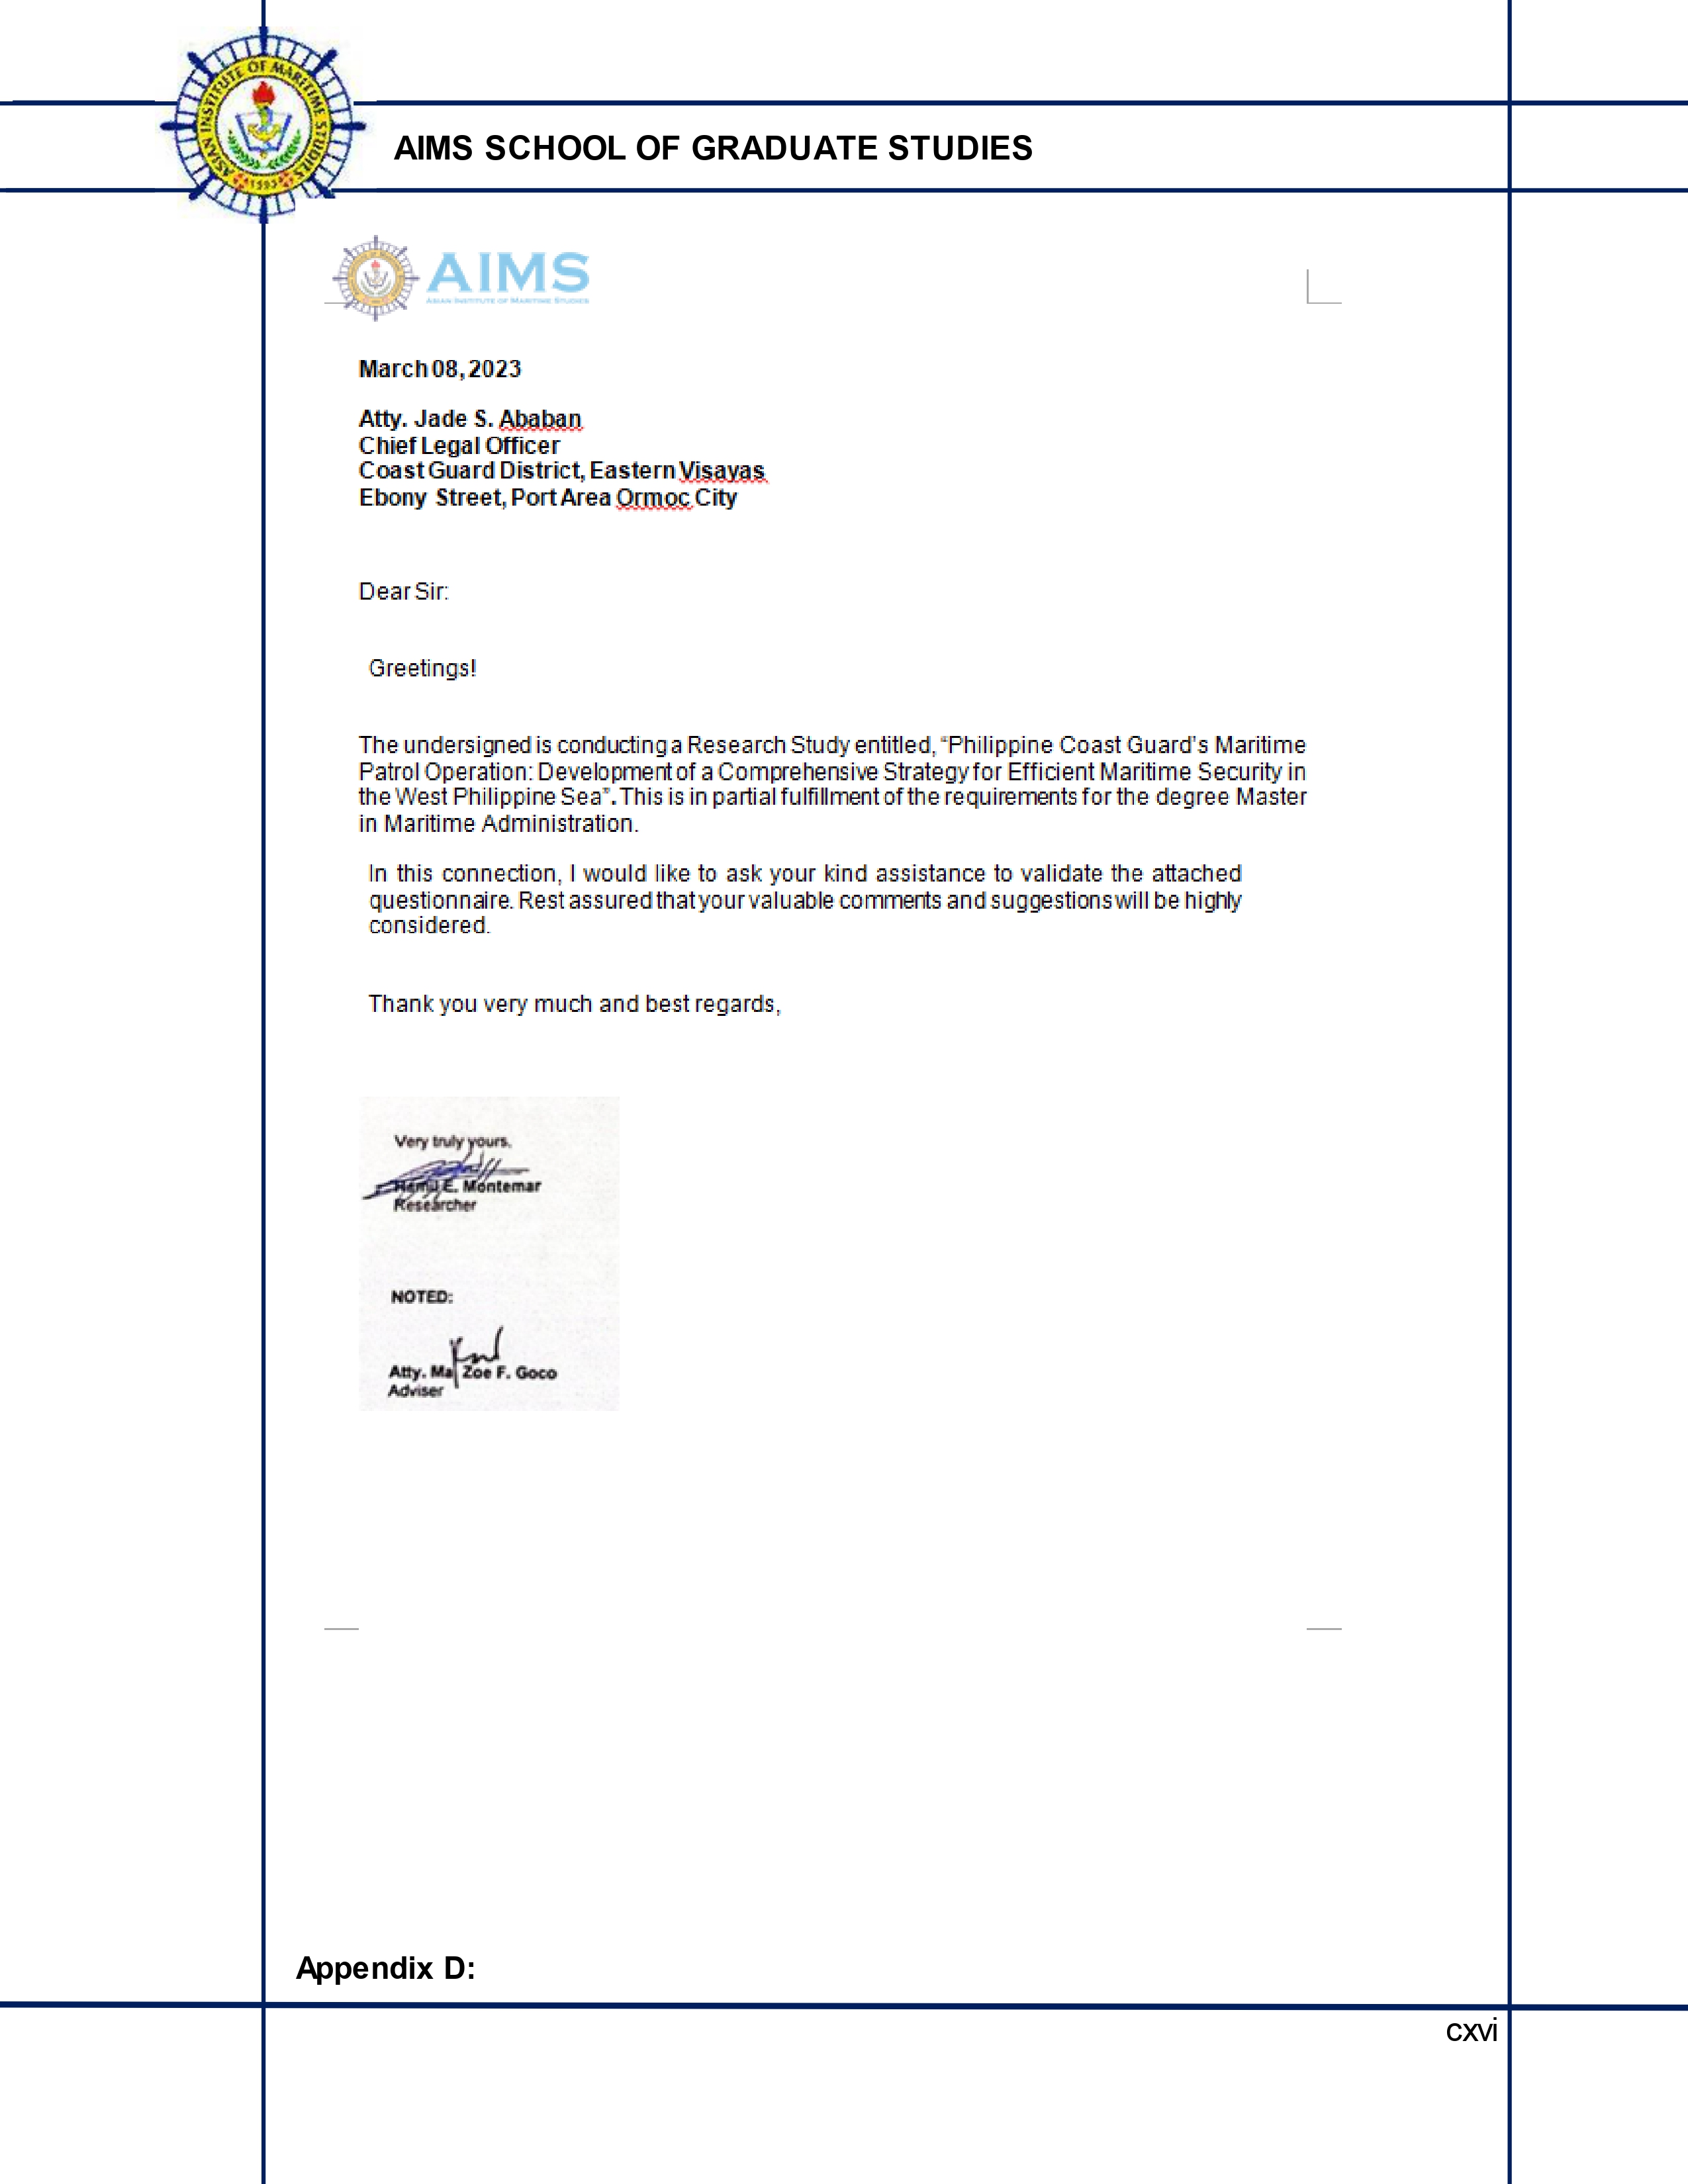 ASIAN INSTITUTE OF MARITIME STUDIES
1993
AIMS SCHOOL OF GRADUATE STUDIES
AIMS
ASIAN INSTITUTE OF MARITIME STUDIES
March 08, 2023
Atty. Jade S. Ababan
Chief Legal Officer
Coast Guard District, Eastern Visayas
Ebony Street, Port Area Ormoc City
Dear Sir:
Greetings!
The undersigned is conducting a Research Study entitled, “Philippine Coast Guard’s Maritime
Patrol Operation: Development of a Comprehensive Strategy for Efficient Maritime Security in
the West Philippine Sea”. This is in partial fulfillment of the requirements for the degree Master
in Maritime Administration.
In this connection, I would like to ask your kind assistance to validate the attached
questionnaire. Rest assured that your valuable comments and suggestions will be highly
considered.
Thank you very much and best regards,
Very truly yours,
E. Montemar
Researcher
NOTED:
Atty. Ma Zoe F. Goco
Adviser
Appendix D:
cxvi